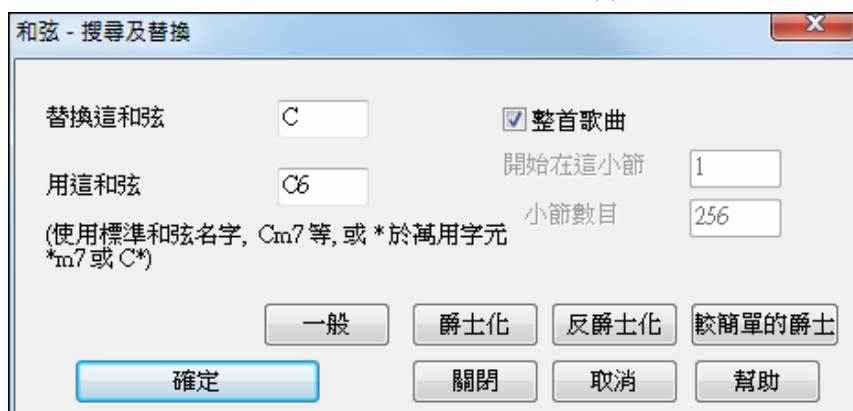 和弦 - 搜尋及替換
替換這和弦 C
整首歌曲
用這和弦 C6
開始在這小節 1
小節數目 256
(使用標準和弦名字, Cm7 等, 或 * 於萬用字元
*m7 或 C*)
一般 爵士化 反爵士化 較簡單的爵士
確定 關閉 取消 幫助